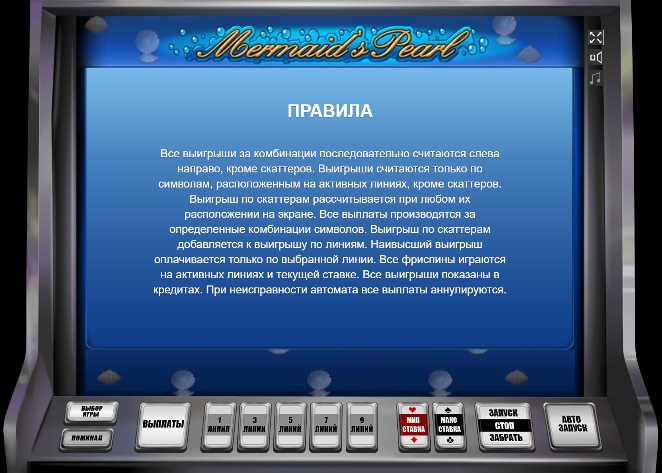 Mermaid's Pearl
ПРАВИЛА
Все выигрыши за комбинации последовательно считаются слева
направо, кроме скаттеров. Выигрыши считаются только по
символам, расположенным на активных линиях, кроме скаттеров.
Выигрыш по скаттерам рассчитывается при любом их
расположении на экране. Все выплаты производятся за
определенные комбинации символов. Выигрыш по скаттерам
добавляется к выигрышу по линиям. Наивысший выигрыш
оплачивается только по выбранной линии. Все фриспины играются
на активных линиях и текущей ставке. Все выигрыши показаны в
кредитах. При неисправности автомата все выплаты аннулируются.
ВЫБОР
ИГРЫ
НОМИНАЛ
ВЫПЛАТЫ
1
ЛИНИЯ
3
ЛИНИИ
5
ЛИНИЙ
7
ЛИНИЙ
9
ЛИНИЙ
МИН
СТАВКА
МАКС
СТАВКА
ЗАПУСК
СТОП
ЗАБРАТЬ
АВТО
ЗАПУСК